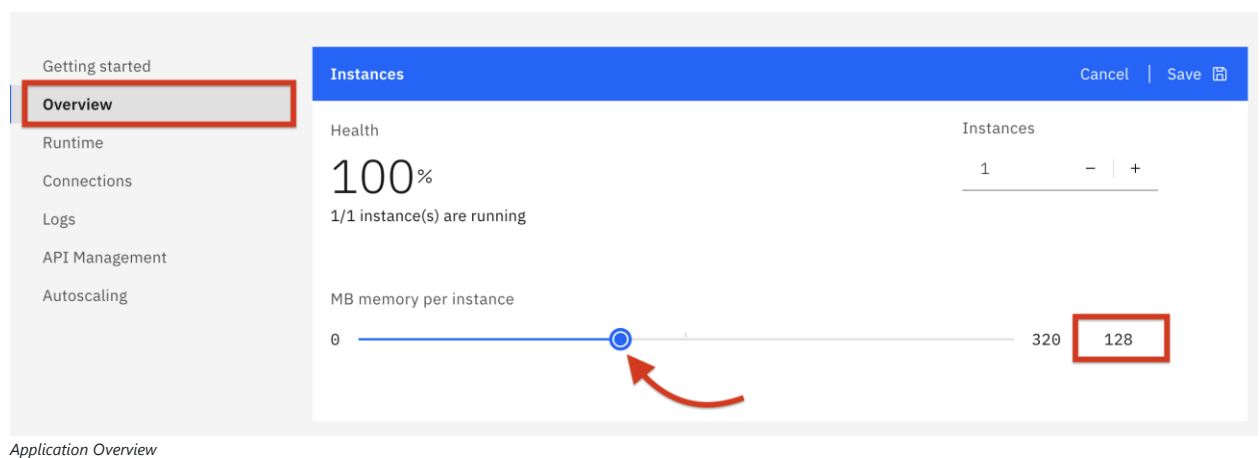 Getting started
Overview
Runtime
Connections
Logs
API Management
Autoscaling
Instances
Cancel | Save
Health
100%
1/1 instance(s) are running
Instances
1 − | +
MB memory per instance
0 320 128
Application Overview